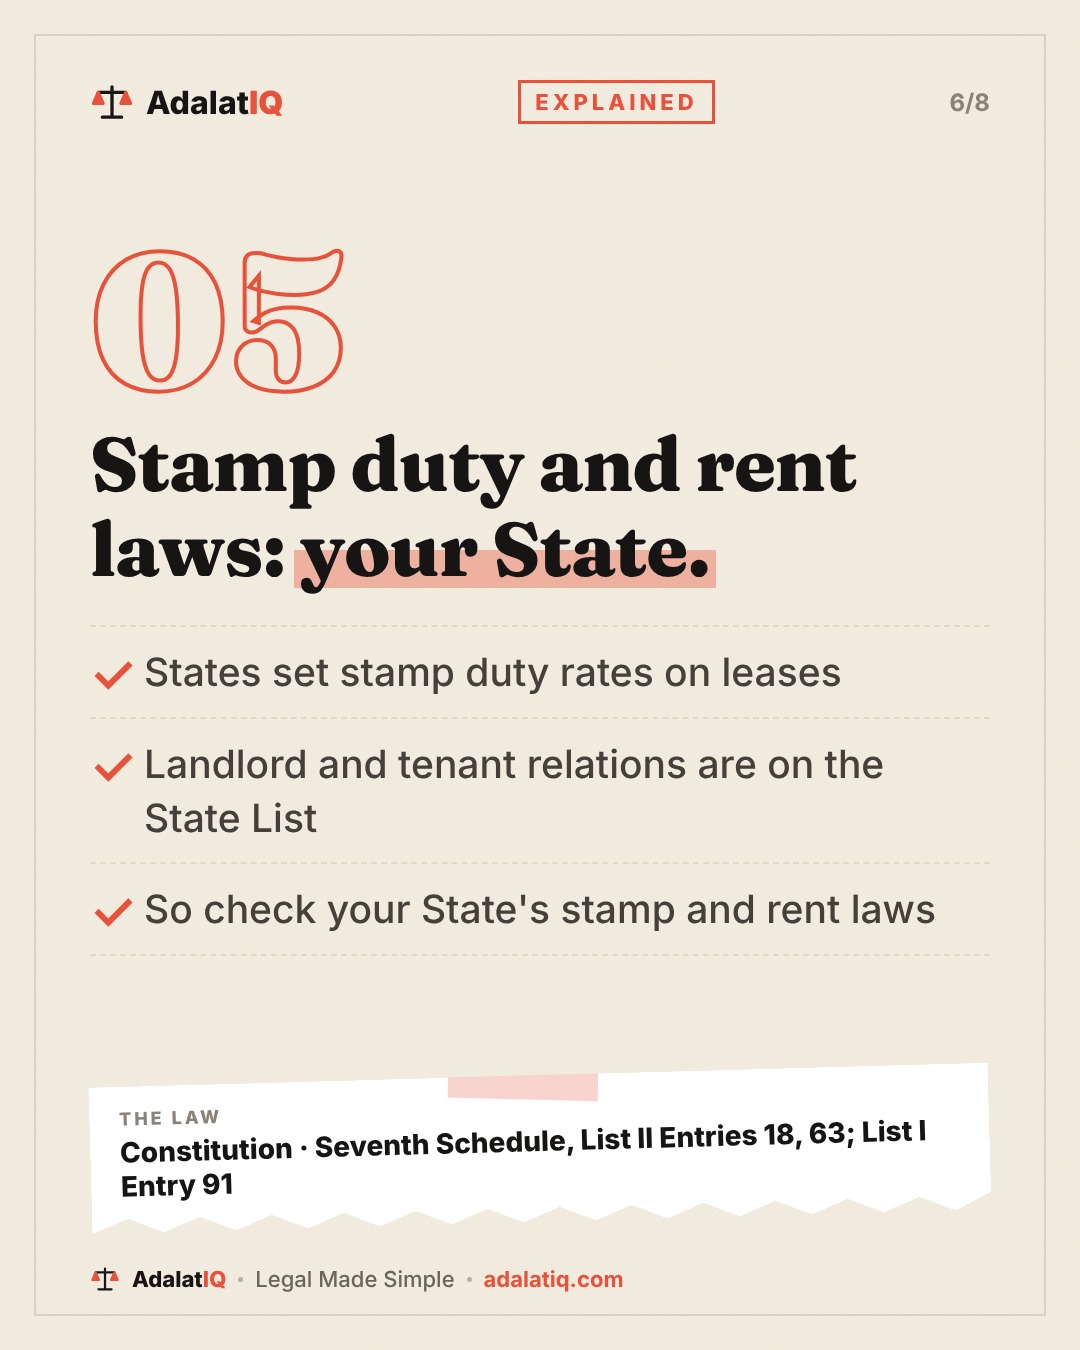 AdalatIQ
EXPLAINED
6/8
05
Stamp duty and rent
laws: your State.
States set stamp duty rates on leases
Landlord and tenant relations are on the
State List
So check your State's stamp and rent laws
THE LAW
Constitution · Seventh Schedule, List II Entries 18, 63; List I
Entry 91
AdalatIQ • Legal Made Simple • adalatiq.com